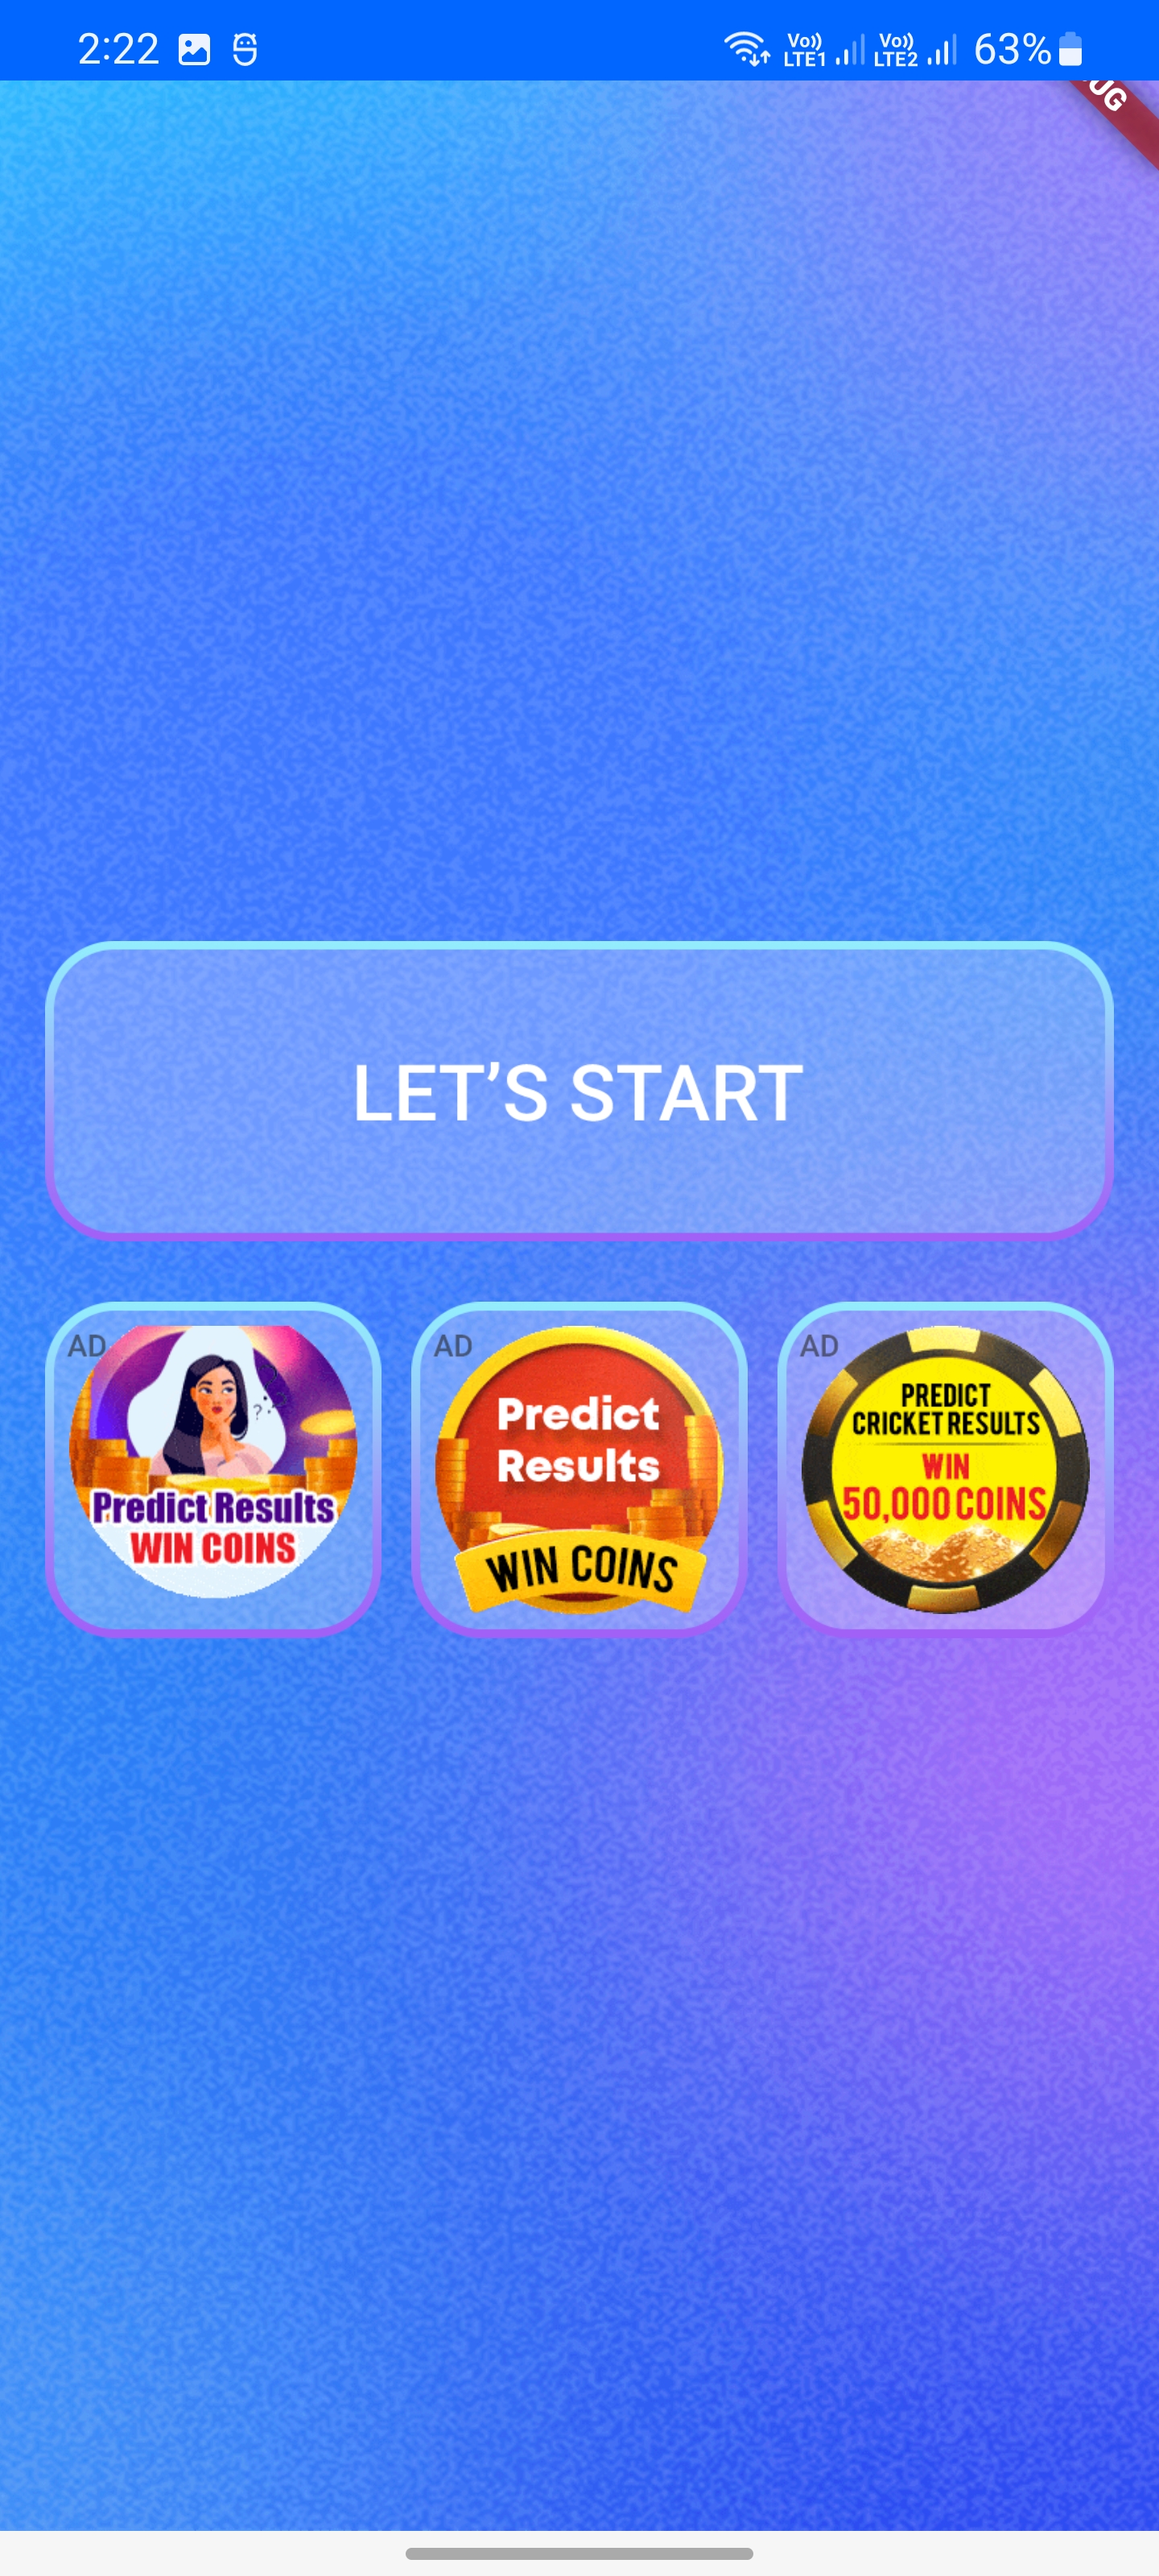 2:22
Vo)) LTE1
Vo)) LTE2
63%
UG
LET'S START
AD
Predict Results
WIN COINS
AD
Predict
Results
WIN COINS
AD
PREDICT
CRICKET RESULTS
WIN
50,000 COINS